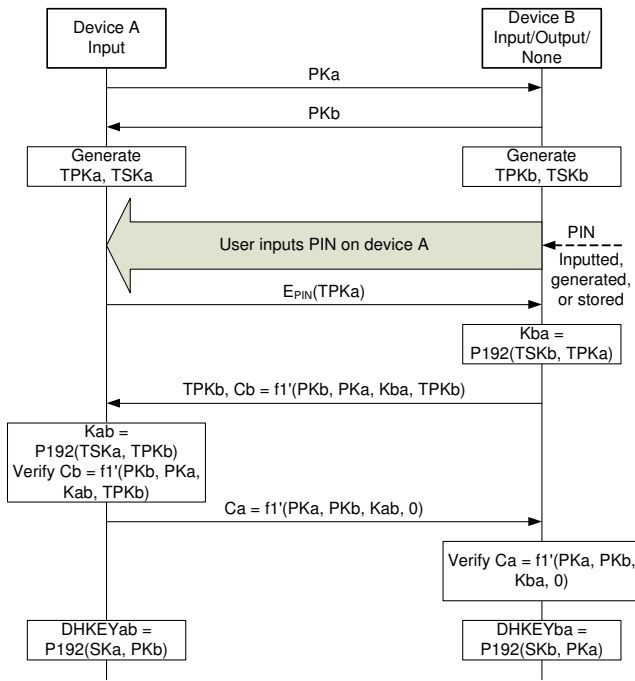 Device A
Input
Device B
Input/Output/
None
PKa
PKb
Generate
TPKa, TSKa
Generate
TPKb, TSKb
User inputs PIN on device A
PIN
Inputted,
generated,
or stored
EPIN(TPKa)
Kba =
P192(TSKb, TPKa)
TPKb, Cb = f1'(PKb, PKa, Kba, TPKb)
Kab =
P192(TSKa, TPKb)
Verify Cb = f1'(PKb, PKa,
Kab, TPKb)
Ca = f1'(PKa, PKb, Kab, 0)
Verify Ca = f1'(PKa, PKb,
Kba, 0)
DHKEYab =
P192(SKa, PKb)
DHKEYba =
P192(SKb, PKa)